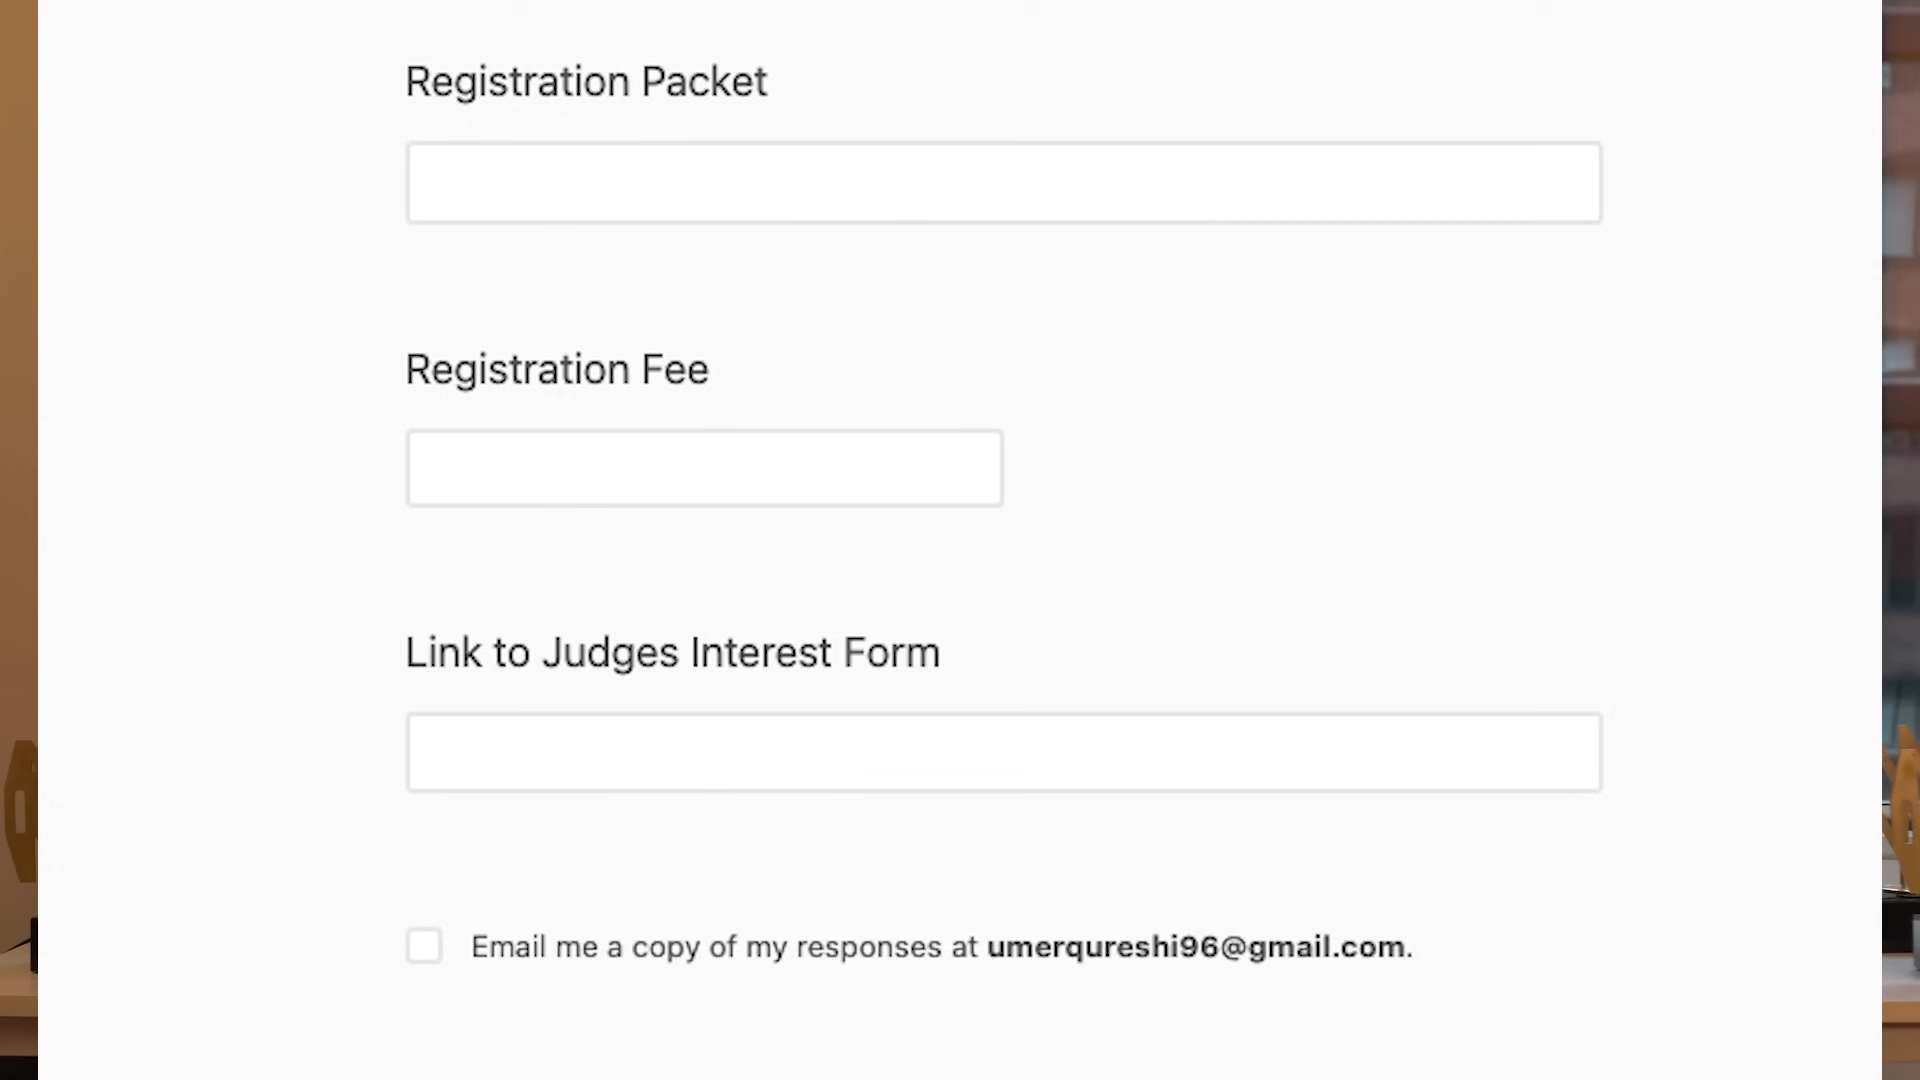 Registration Packet
Registration Fee
Link to Judges Interest Form
Email me a copy of my responses at umerqureshi96@gmail.com.